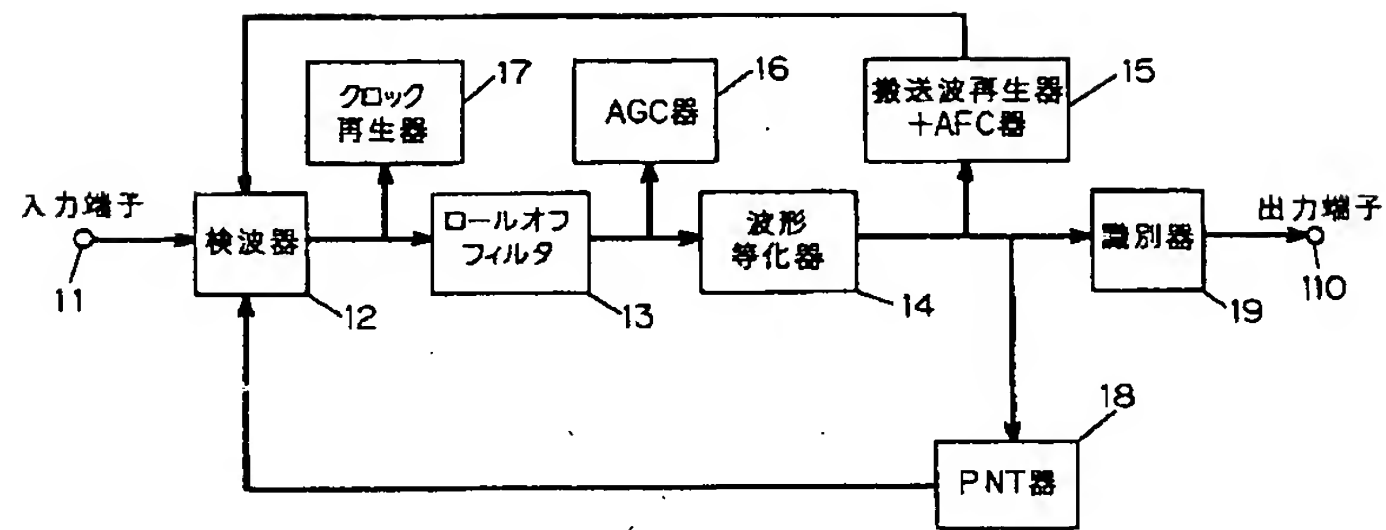 クロック
再生器
17
AGC器
16
搬送波再生器
+AFC器
15
入力端子
11
検波器
12
ロールオフ
フィルタ
13
波形
等化器
14
識別器
19
出力端子
110
PNT器
18